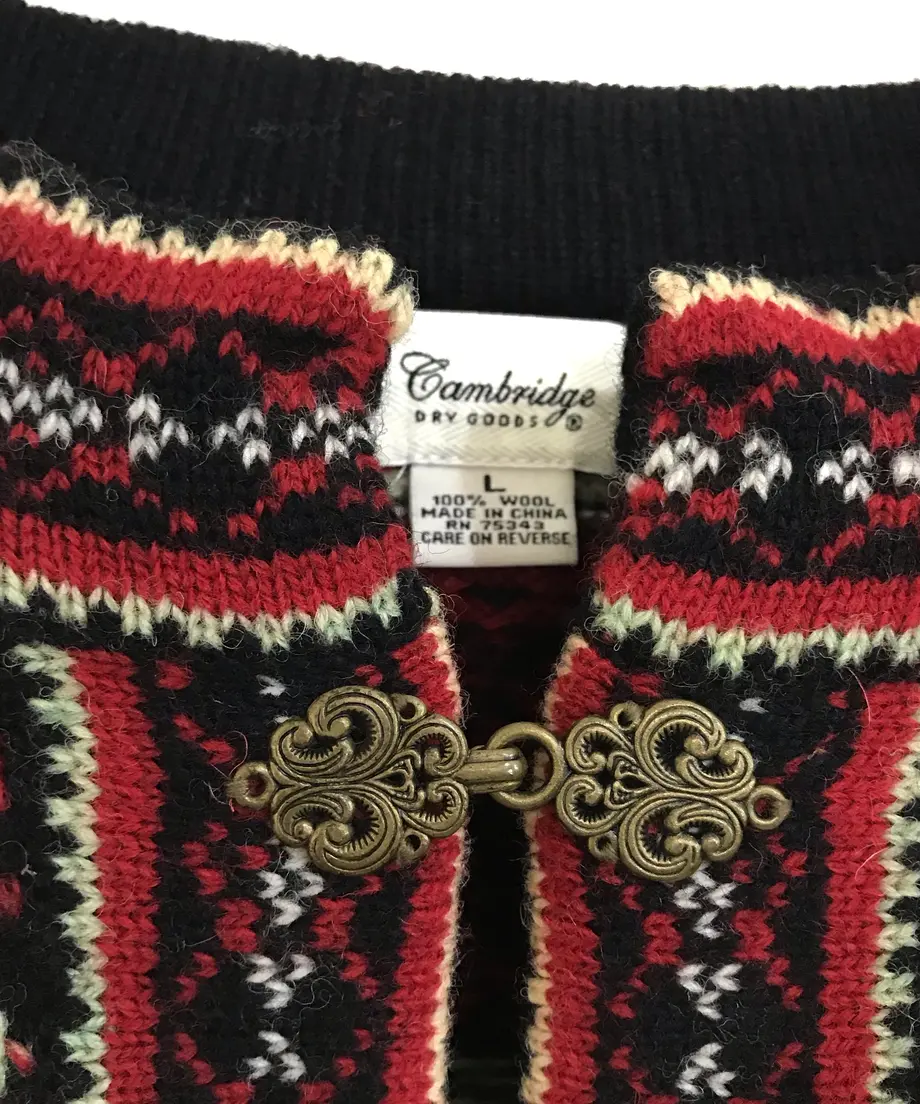 Cambridge
DRY GOODS ®
L
100% WOOL
MADE IN CHINA
RN 75343
CARE ON REVERSE